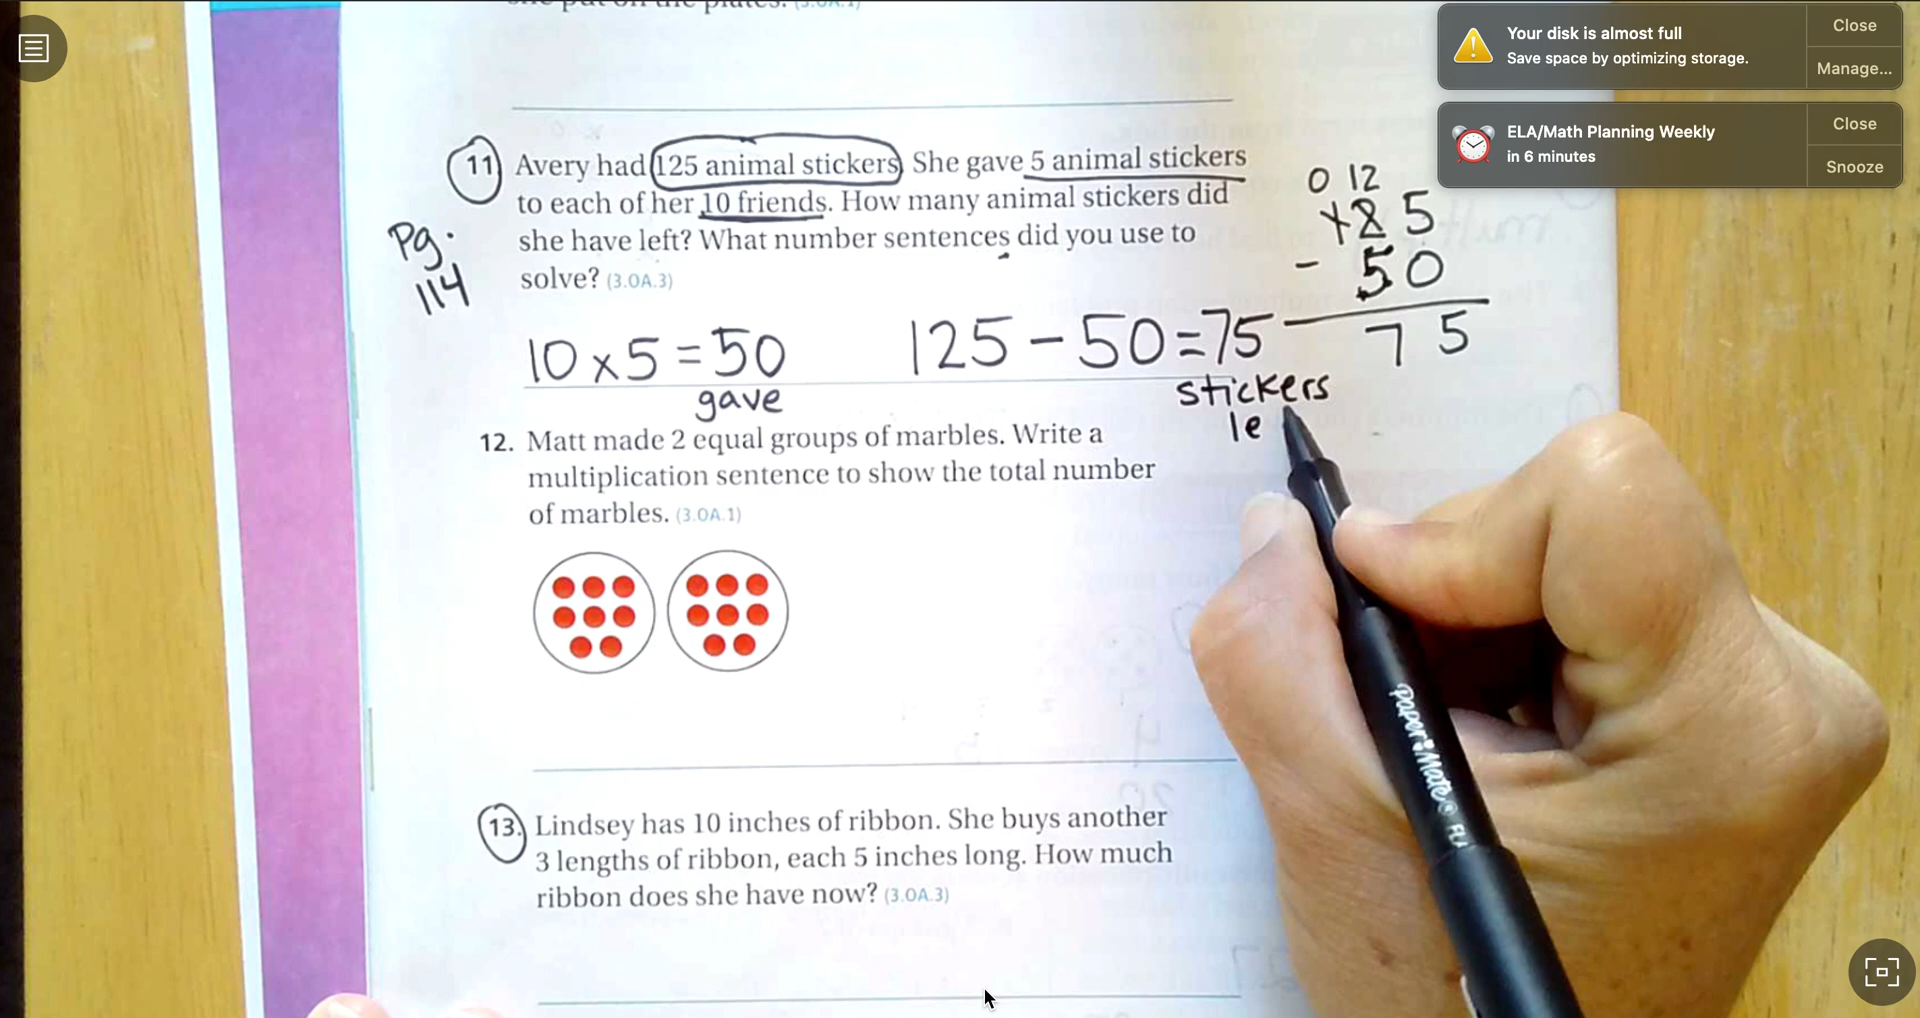 Your disk is almost full
Save space by optimizing storage.
Close
Manage...
ELA/Math Planning Weekly
in 6 minutes
Close
Snooze
11 Avery had 125 animal stickers. She gave 5 animal stickers
to each of her 10 friends. How many animal stickers did
she have left? What number sentences did you use to
solve? (3.OA.3)
Pg.
114
0 12
125
- 50
75
10 x 5 = 50
gave
125 - 50 = 75
stickers
le
12. Matt made 2 equal groups of marbles. Write a
multiplication sentence to show the total number
of marbles. (3.OA.1)
13. Lindsey has 10 inches of ribbon. She buys another
3 lengths of ribbon, each 5 inches long. How much
ribbon does she have now? (3.OA.3)
Paper Mate®